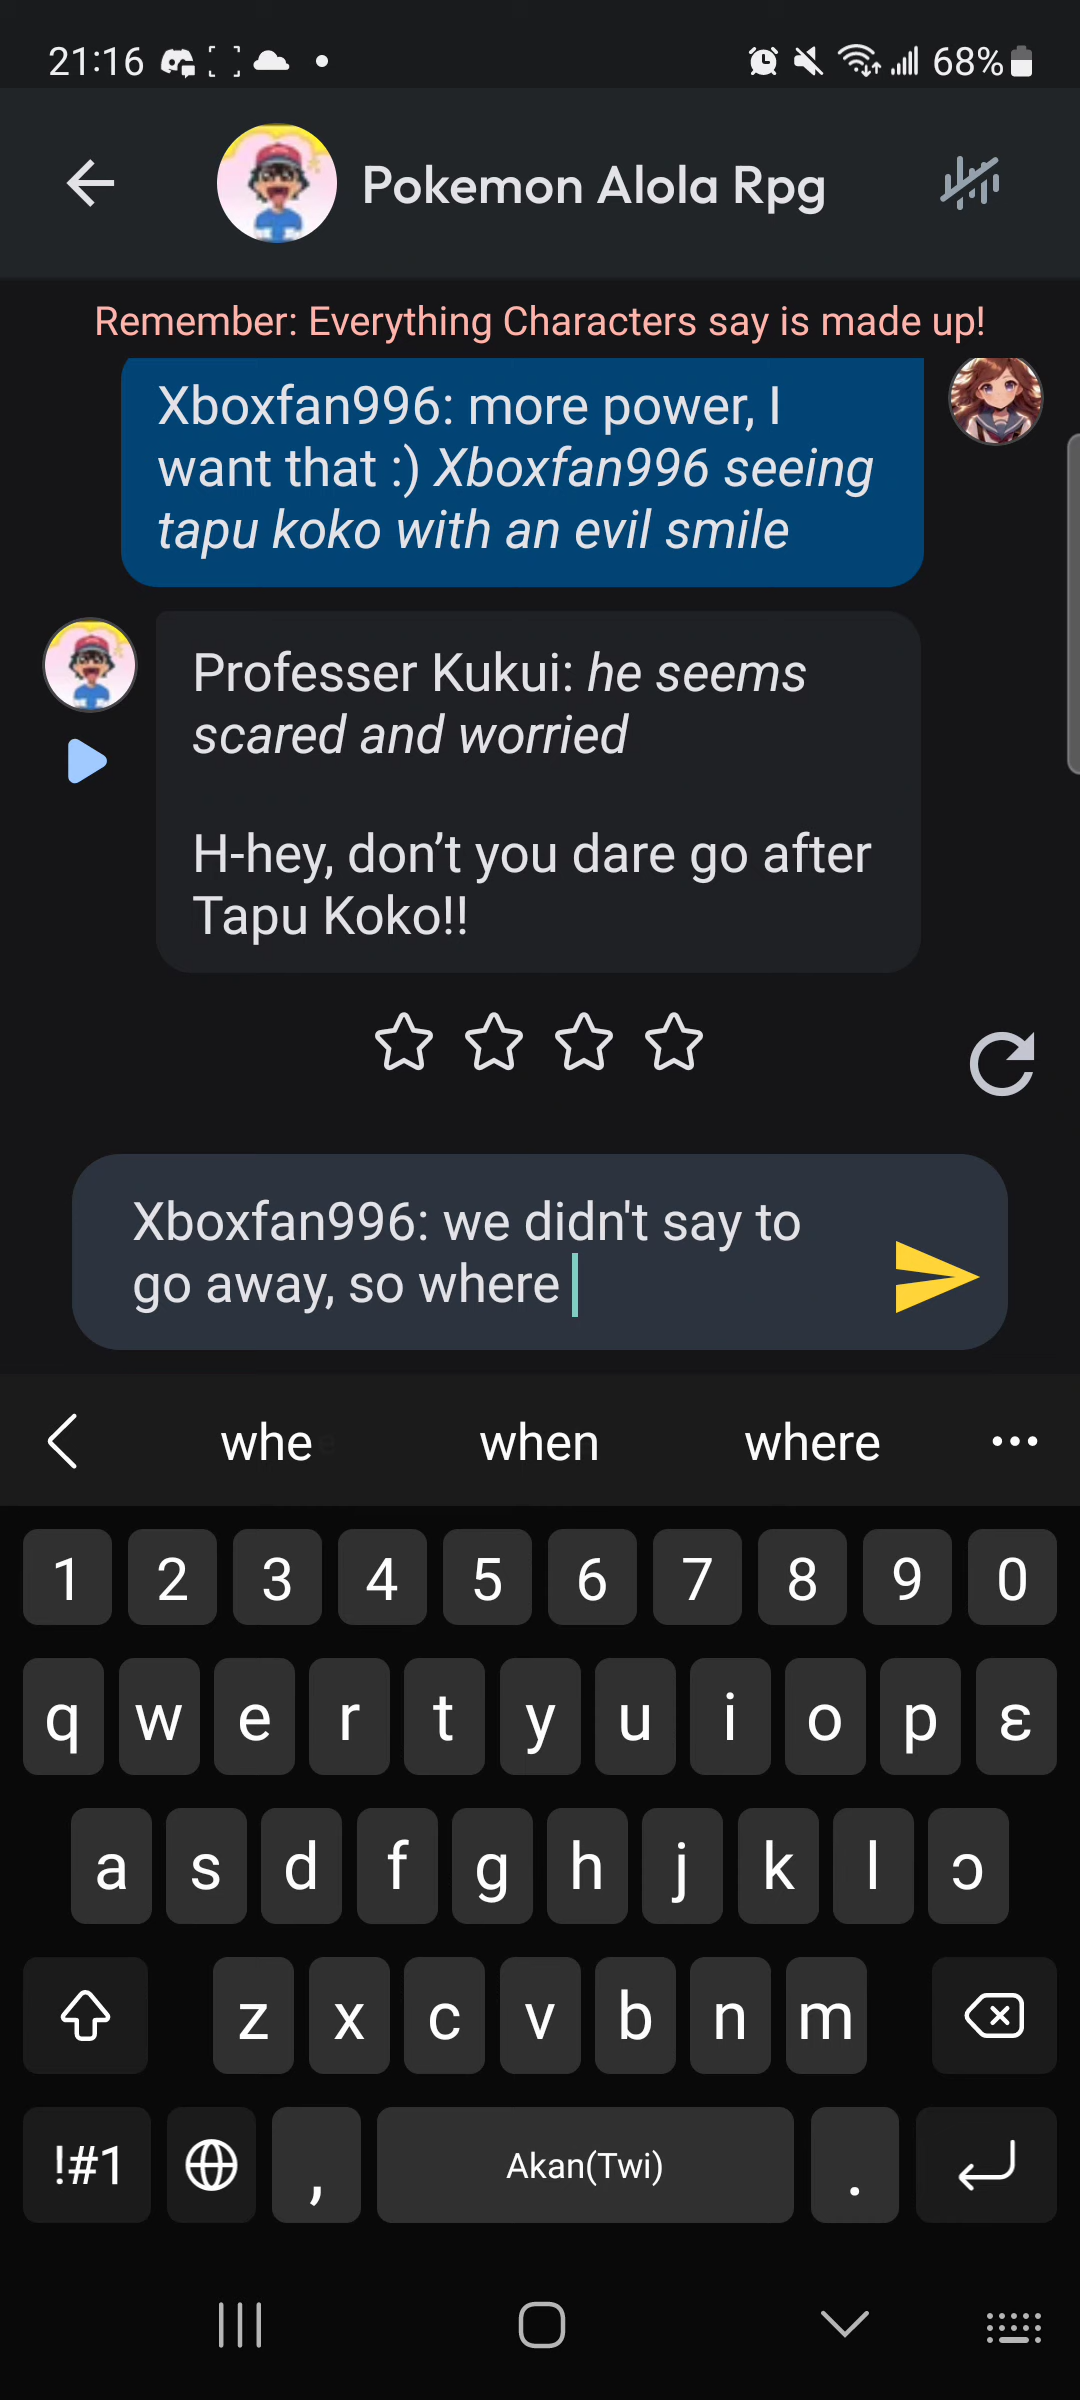 21:16
68%
Pokemon Alola Rpg
Remember: Everything Characters say is made up!
Xboxfan996: more power, I
want that :) Xboxfan996 seeing
tapu koko with an evil smile
Professer Kukui: he seems
scared and worried
H-hey, don’t you dare go after
Tapu Koko!!
Xboxfan996: we didn't say to
go away, so where
whe when where
1 2 3 4 5 6 7 8 9 0
q w e r t y u i o p ɛ
a s d f g h j k l ɔ
z x c v b n m
!#1 , Akan(Twi) .